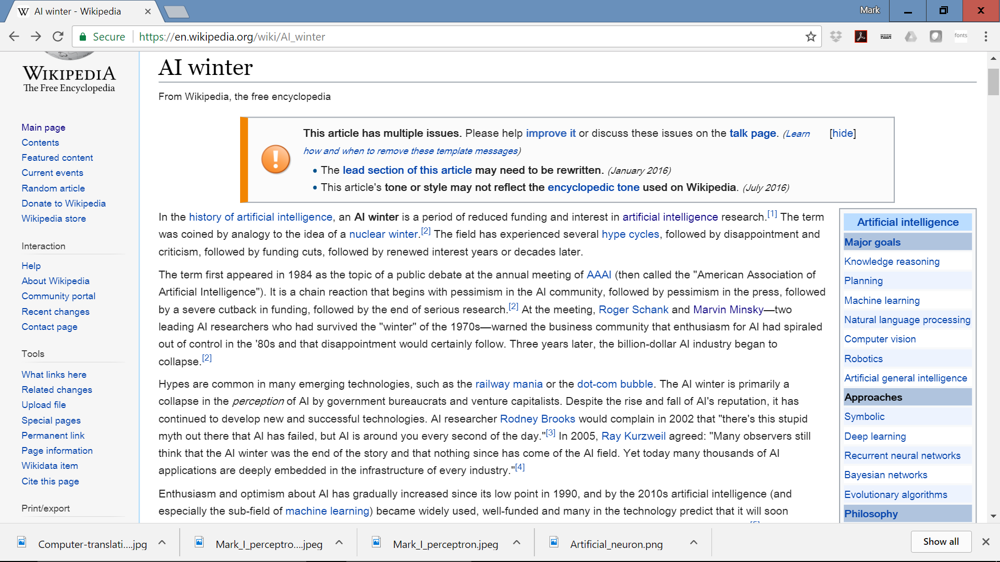 AI winter - Wikipedia
Mark
Secure
https://en.wikipedia.org/wiki/AI_winter
fonts
WIKIPEDIA
The Free Encyclopedia
Main page
Contents
Featured content
Current events
Random article
Donate to Wikipedia
Wikipedia store
Interaction
Help
About Wikipedia
Community portal
Recent changes
Contact page
Tools
What links here
Related changes
Upload file
Special pages
Permanent link
Page information
Wikidata item
Cite this page
Print/export
AI winter
From Wikipedia, the free encyclopedia
This article has multiple issues. Please help improve it or discuss these issues on the talk page. (Learn
how and when to remove these template messages)
[hide]
• The lead section of this article may need to be rewritten. (January 2016)
• This article's tone or style may not reflect the encyclopedic tone used on Wikipedia. (July 2016)
In the history of artificial intelligence, an AI winter is a period of reduced funding and interest in artificial intelligence research.[1] The term
was coined by analogy to the idea of a nuclear winter.[2] The field has experienced several hype cycles, followed by disappointment and
criticism, followed by funding cuts, followed by renewed interest years or decades later.
The term first appeared in 1984 as the topic of a public debate at the annual meeting of AAAI (then called the "American Association of
Artificial Intelligence"). It is a chain reaction that begins with pessimism in the AI community, followed by pessimism in the press, followed
by a severe cutback in funding, followed by the end of serious research.[2] At the meeting, Roger Schank and Marvin Minsky—two
leading AI researchers who had survived the "winter" of the 1970s—warned the business community that enthusiasm for AI had spiraled
out of control in the '80s and that disappointment would certainly follow. Three years later, the billion-dollar AI industry began to
collapse.[2]
Hypes are common in many emerging technologies, such as the railway mania or the dot-com bubble. The AI winter is primarily a
collapse in the perception of AI by government bureaucrats and venture capitalists. Despite the rise and fall of AI's reputation, it has
continued to develop new and successful technologies. AI researcher Rodney Brooks would complain in 2002 that "there's this stupid
myth out there that AI has failed, but AI is around you every second of the day."[3] In 2005, Ray Kurzweil agreed: "Many observers still
think that the AI winter was the end of the story and that nothing since has come of the AI field. Yet today many thousands of AI
applications are deeply embedded in the infrastructure of every industry."[4]
Enthusiasm and optimism about AI has gradually increased since its low point in 1990, and by the 2010s artificial intelligence (and
especially the sub-field of machine learning) became widely used, well-funded and many in the technology predict that it will soon
Artificial intelligence
Major goals
Knowledge reasoning
Planning
Machine learning
Natural language processing
Computer vision
Robotics
Artificial general intelligence
Approaches
Symbolic
Deep learning
Recurrent neural networks
Bayesian networks
Evolutionary algorithms
Philosophy
Computer-translati....jpg
Mark_I_perceptro....jpeg
Mark_I_perceptron.jpeg
Artificial_neuron.png
Show all